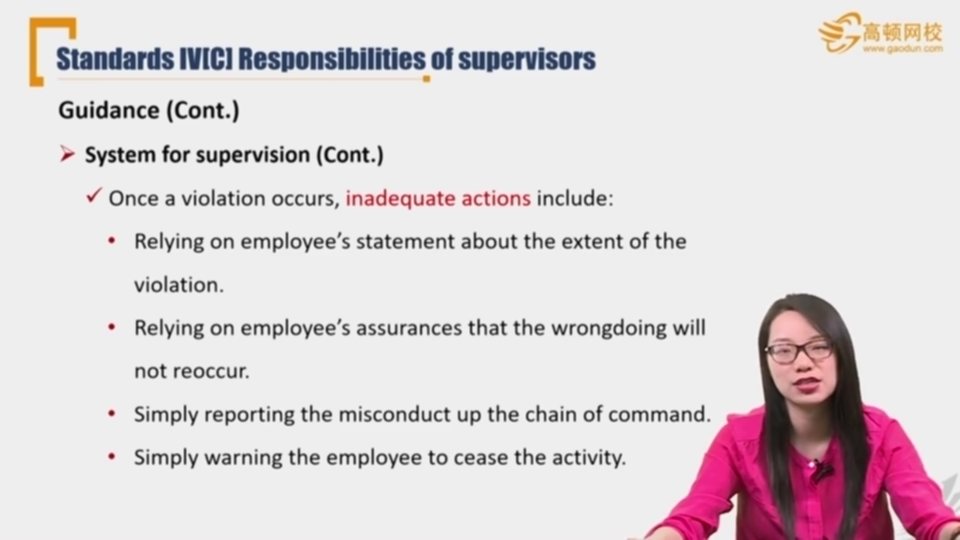 Standards IV[C] Responsibilities of supervisors
高顿网校
www.gaodun.com
Guidance (Cont.)
System for supervision (Cont.)
Once a violation occurs, inadequate actions include:
Relying on employee's statement about the extent of the
violation.
Relying on employee's assurances that the wrongdoing will
not reoccur.
Simply reporting the misconduct up the chain of command.
Simply warning the employee to cease the activity.